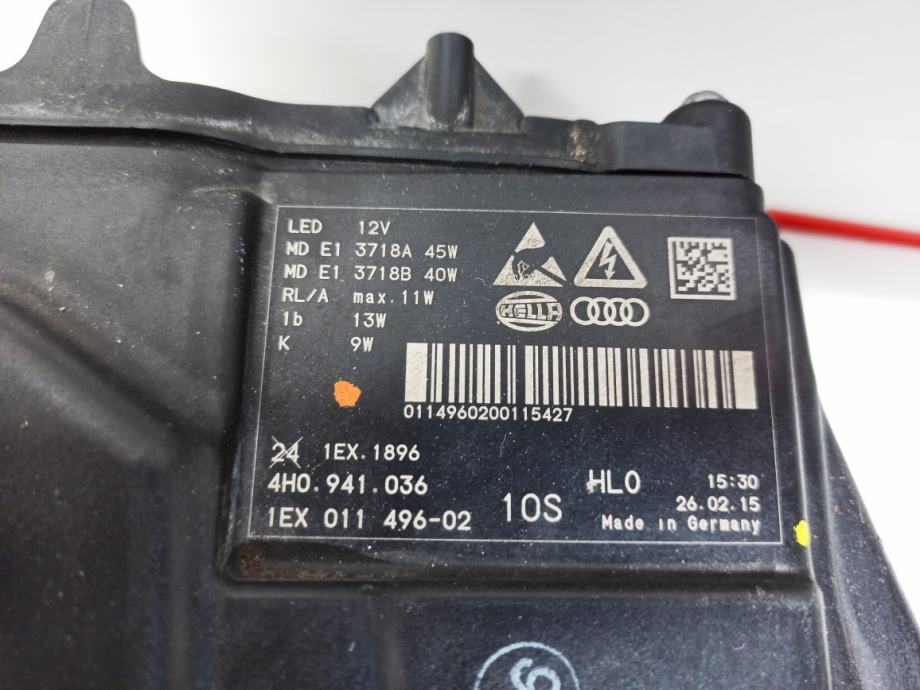 LED 12V
MD E1 3718A 45W
MD E1 3718B 40W
RL/A max.11W
1b 13W
K 9W
HELLA
0114960200115427
24 1EX.1896
4H0.941.036
1EX 011 496-02
10S
HL0
15:30
26.02.15
Made in Germany